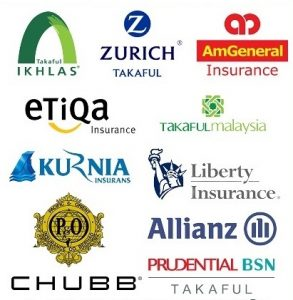 Takaful
IKHLAS®
Z
ZURICH®
TAKAFUL
AmGeneral
Insurance
eTiQa
Insurance
TAKAFULmalaysia
KURNIA
INSURANS
Liberty
Insurance.
P&O
Allianz
CHUBB®
PRUDENTIAL BSN
TAKAFUL